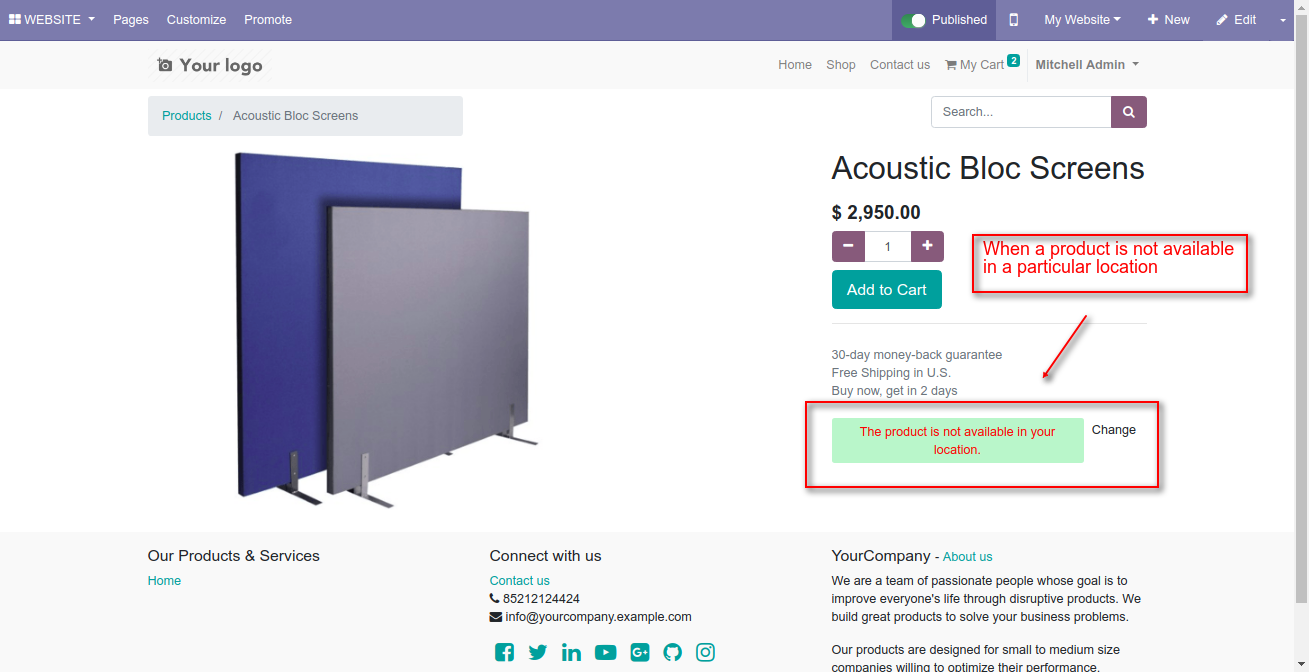 WEBSITE Pages Customize Promote Published My Website New Edit
Your logo Home Shop Contact us My Cart 2 Mitchell Admin
Products / Acoustic Bloc Screens Search...
Acoustic Bloc Screens
$ 2,950.00
1
When a product is not available
in a particular location
Add to Cart
30-day money-back guarantee
Free Shipping in U.S.
Buy now, get in 2 days
The product is not available in your
location.
Change
Our Products & Services
Home
Connect with us
Contact us
85212124424
info@yourcompany.example.com
YourCompany - About us
We are a team of passionate people whose goal is to
improve everyone's life through disruptive products. We
build great products to solve your business problems.
Our products are designed for small to medium size
companies willing to optimize their performance.